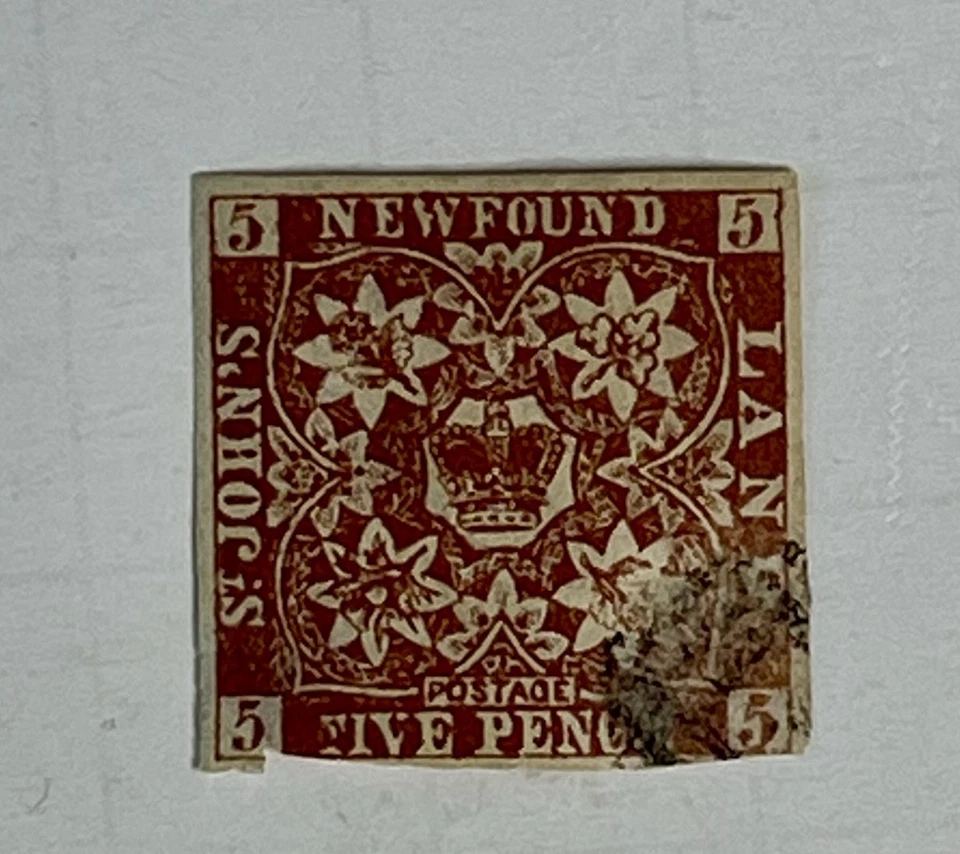 5 NEWFOUND 5
ST. JOHN'S
LAN
POSTAGE
5 FIVE PENC 5